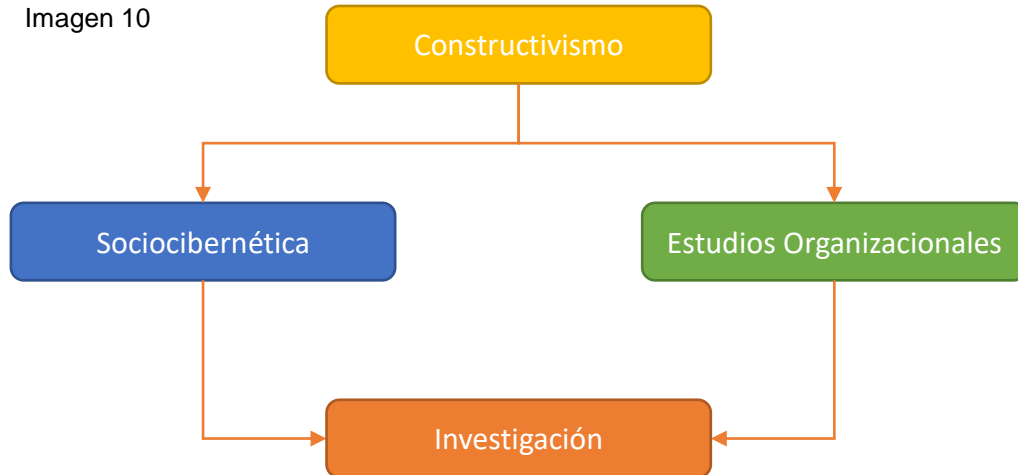 Imagen 10
Constructivismo
Sociocibernética
Estudios Organizacionales
Investigación